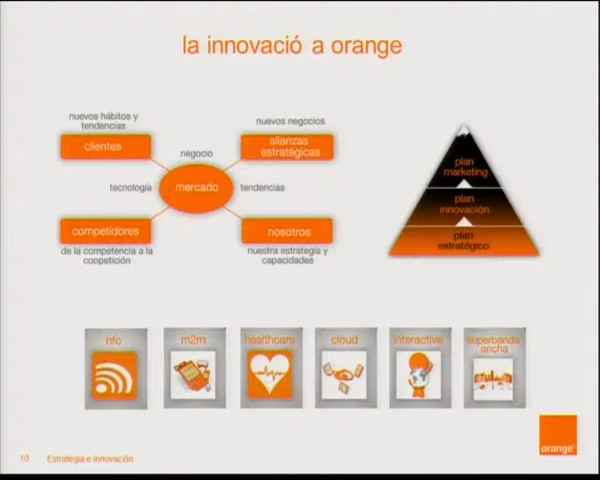 la innovació a orange
nuevos hábitos y
tendencias
clientes
nuevos negocios
alianzas
estratégicas
negocio
tecnología
mercado
tendencias
competidores
de la competencia a la
coopetición
nosotros
nuestra estrategia y
capacidades
plan
marketing
plan
innovación
plan
estratégico
nfc
m2m
healthcare
cloud
interactive
superbanda
ancha
orange
10 Estrategia e innovación